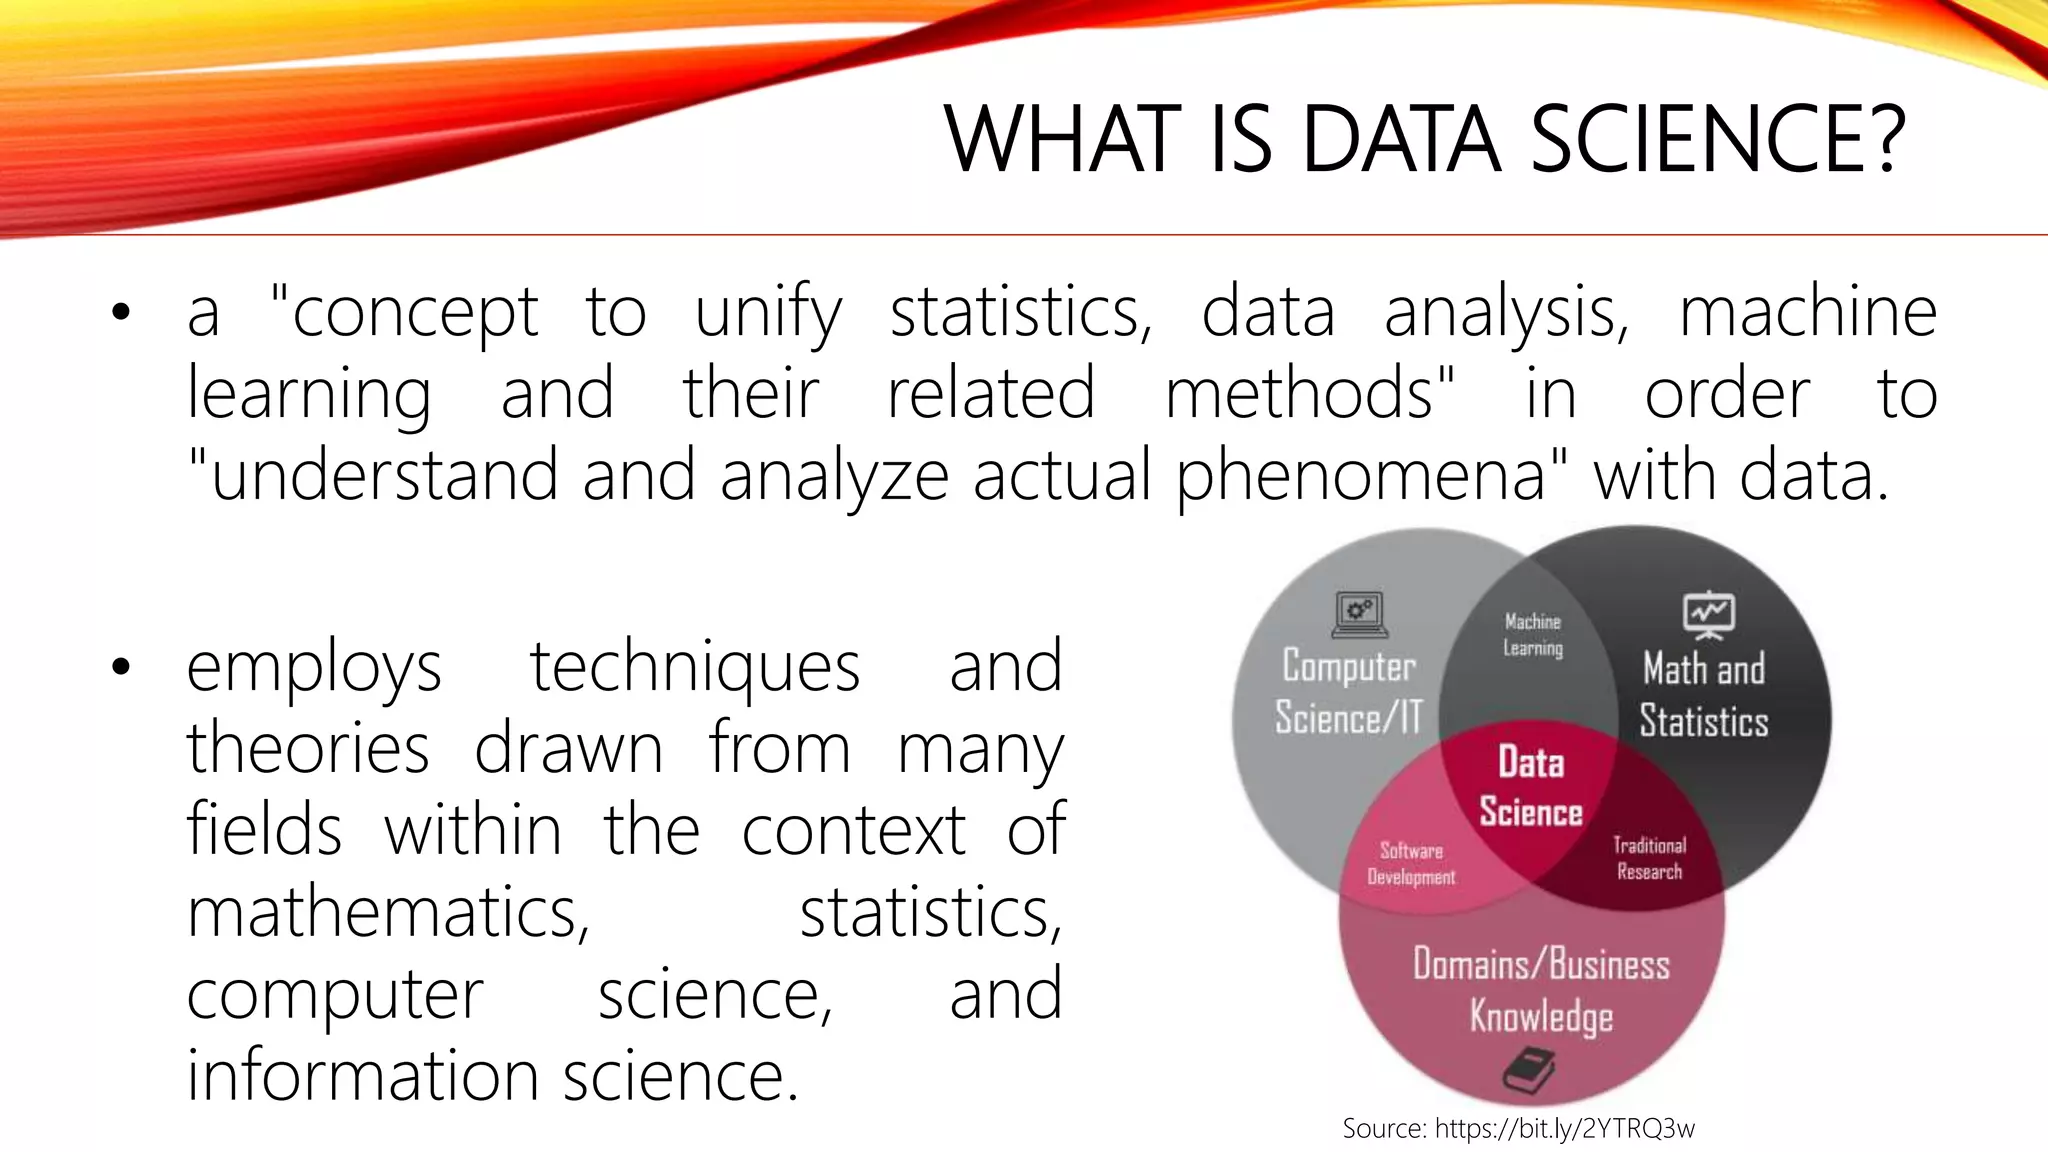 WHAT IS DATA SCIENCE?
• a "concept to unify statistics, data analysis, machine
learning and their related methods" in order to
"understand and analyze actual phenomena" with data.
• employs techniques and
theories drawn from many
fields within the context of
mathematics, statistics,
computer science, and
information science.
Computer
Science/IT
Machine
Learning
Math and
Statistics
Data
Science
Software
Development
Traditional
Research
Domains/Business
Knowledge
Source: https://bit.ly/2YTRQ3w